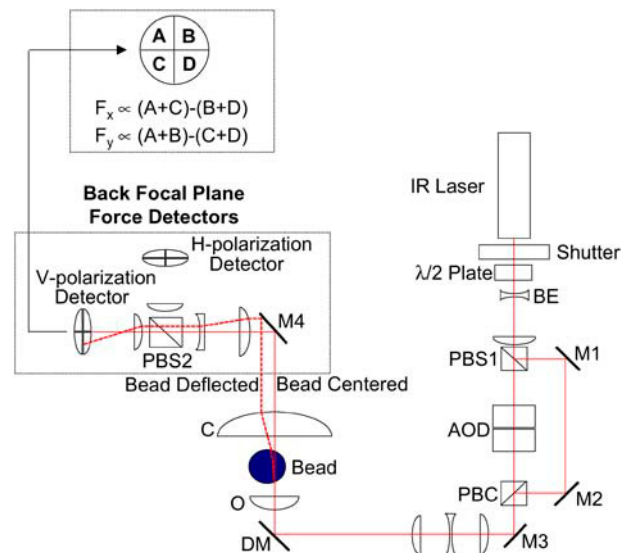 A B
C D
Fx ∝ (A+C)-(B+D)
Fy ∝ (A+B)-(C+D)
Back Focal Plane
Force Detectors
H-polarization
Detector
V-polarization
Detector
M4
PBS2
Bead Deflected
Bead Centered
C
Bead
O
DM
IR Laser
Shutter
λ/2 Plate
BE
PBS1
M1
AOD
PBC
M2
M3